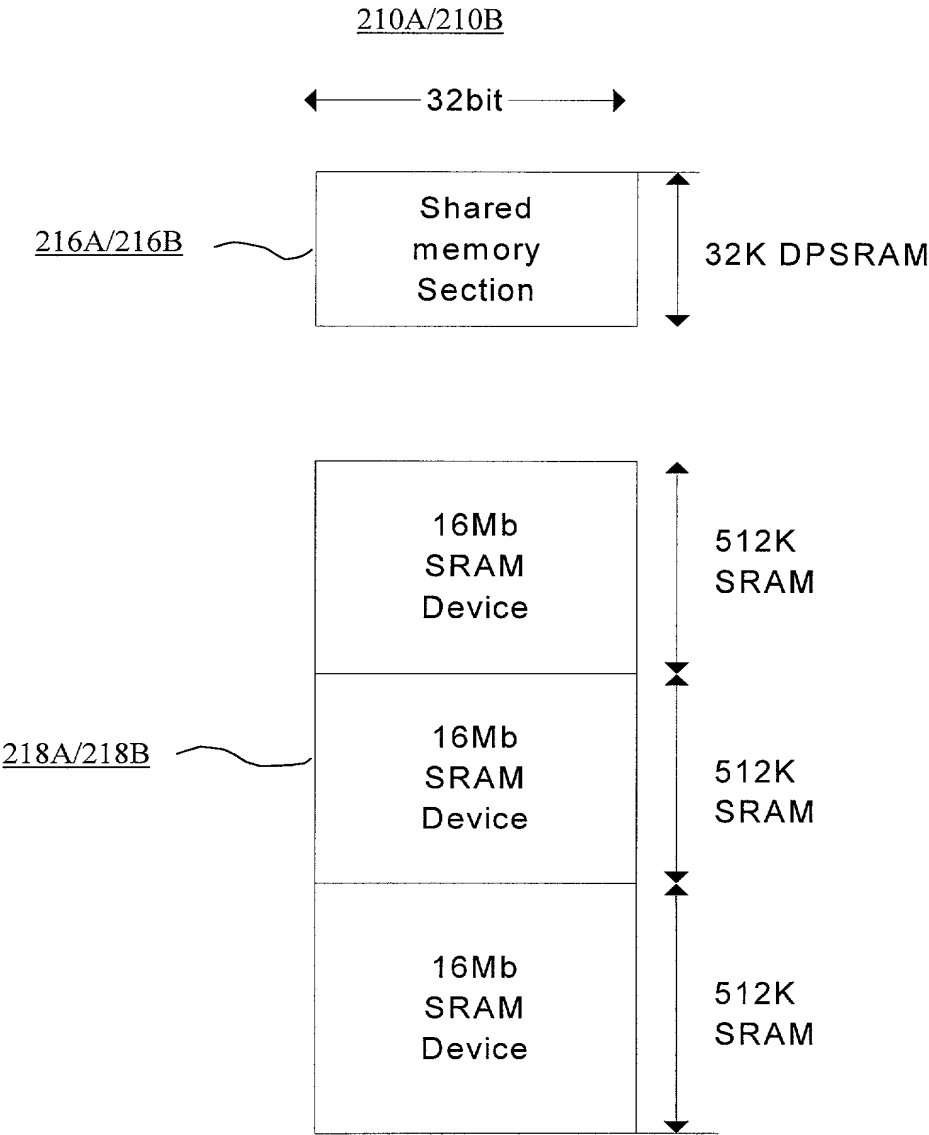 210A/210B
32bit
Shared
memory
Section
216A/216B
32K DPSRAM
16Mb
SRAM
Device
512K
SRAM
218A/218B
16Mb
SRAM
Device
512K
SRAM
16Mb
SRAM
Device
512K
SRAM